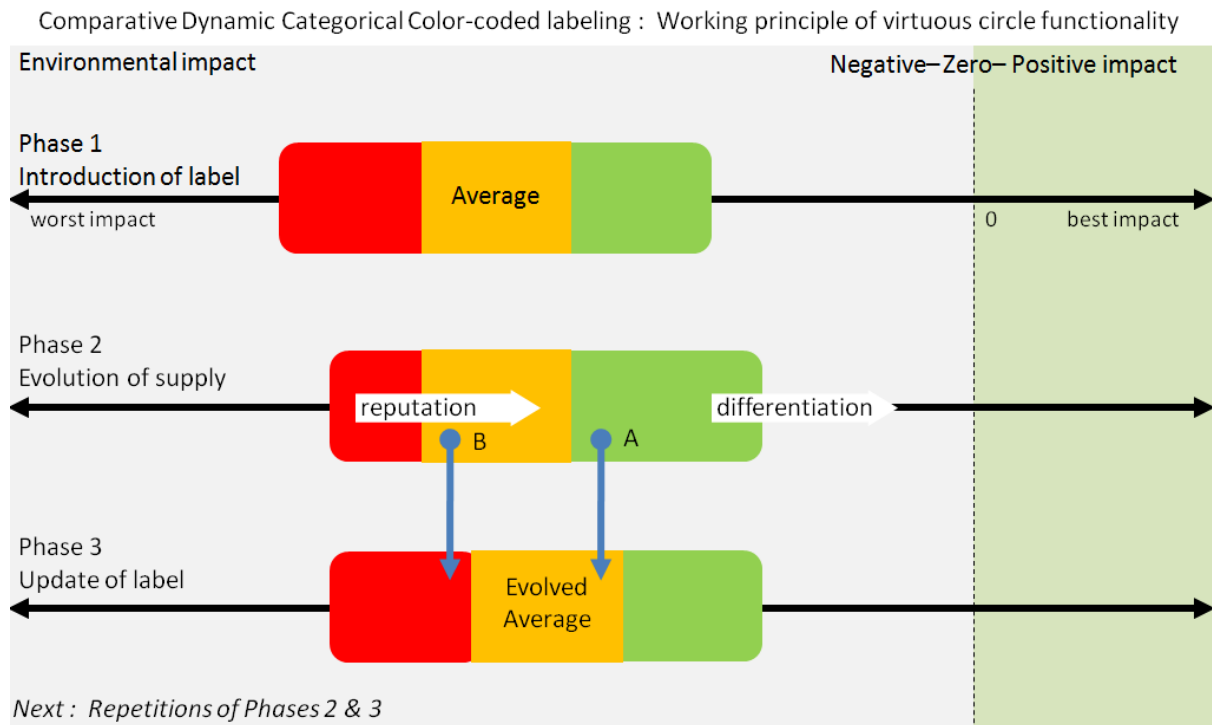 Comparative Dynamic Categorical Color-coded labeling : Working principle of virtuous circle functionality
Environmental impact
Negative–Zero– Positive impact
Phase 1
Introduction of label
Average
worst impact
0
best impact
Phase 2
Evolution of supply
reputation
differentiation
B
A
Phase 3
Update of label
Evolved
Average
Next : Repetitions of Phases 2 & 3